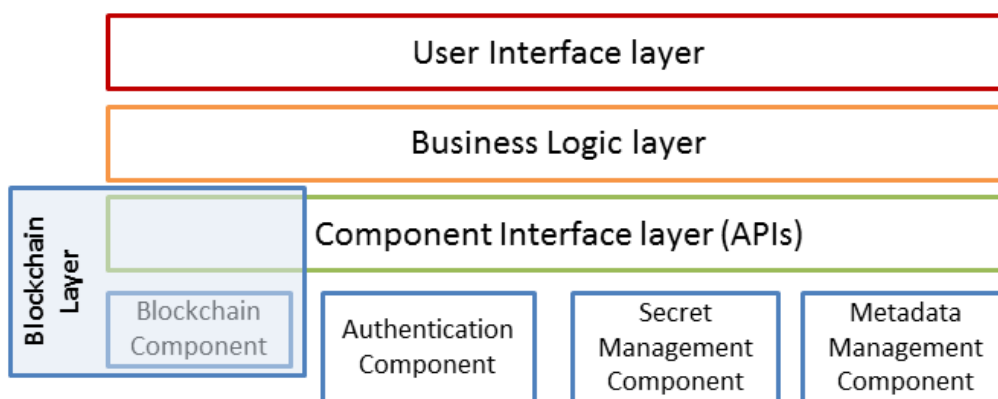 User Interface layer
Business Logic layer
Blockchain
Layer
Component Interface layer (APIs)
Blockchain
Component
Authentication
Component
Secret
Management
Component
Metadata
Management
Component